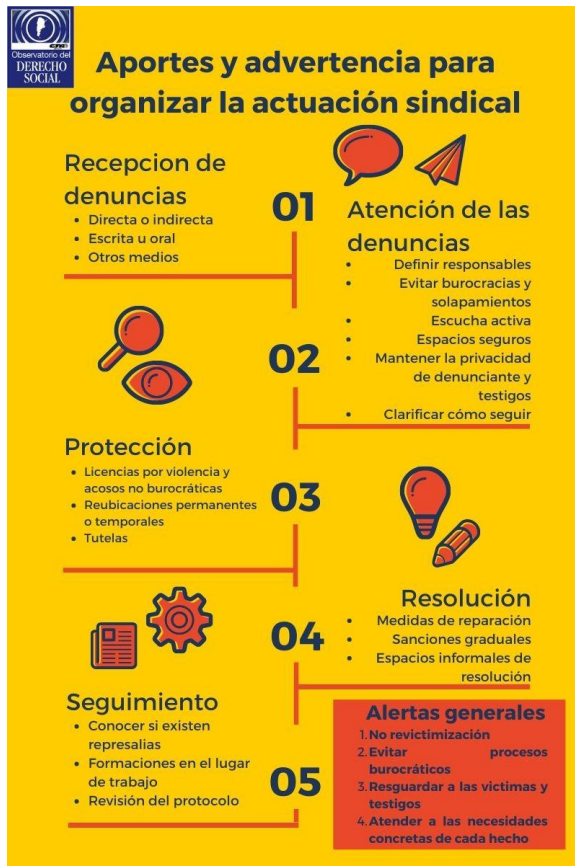 CTA
Observatorio del
DERECHO
SOCIAL
Aportes y advertencia para
organizar la actuación sindical
Recepcion de
denuncias
• Directa o indirecta
• Escrita u oral
• Otros medios
01
Atención de las
denuncias
• Definir responsables
• Evitar burocracias y
solapamientos
• Escucha activa
• Espacios seguros
• Mantener la privacidad
de denunciante y
testigos
• Clarificar cómo seguir
02
Protección
• Licencias por violencia y
acosos no burocráticas
• Reubicaciones permanentes
o temporales
• Tutelas
03
Resolución
• Medidas de reparación
• Sanciones graduales
• Espacios informales de
resolución
04
Seguimiento
• Conocer si existen
represalias
• Formaciones en el lugar
de trabajo
• Revisión del protocolo
05
Alertas generales
1. No revictimización
2. Evitar procesos
burocráticos
3. Resguardar a las victimas y
testigos
4. Atender a las necesidades
concretas de cada hecho